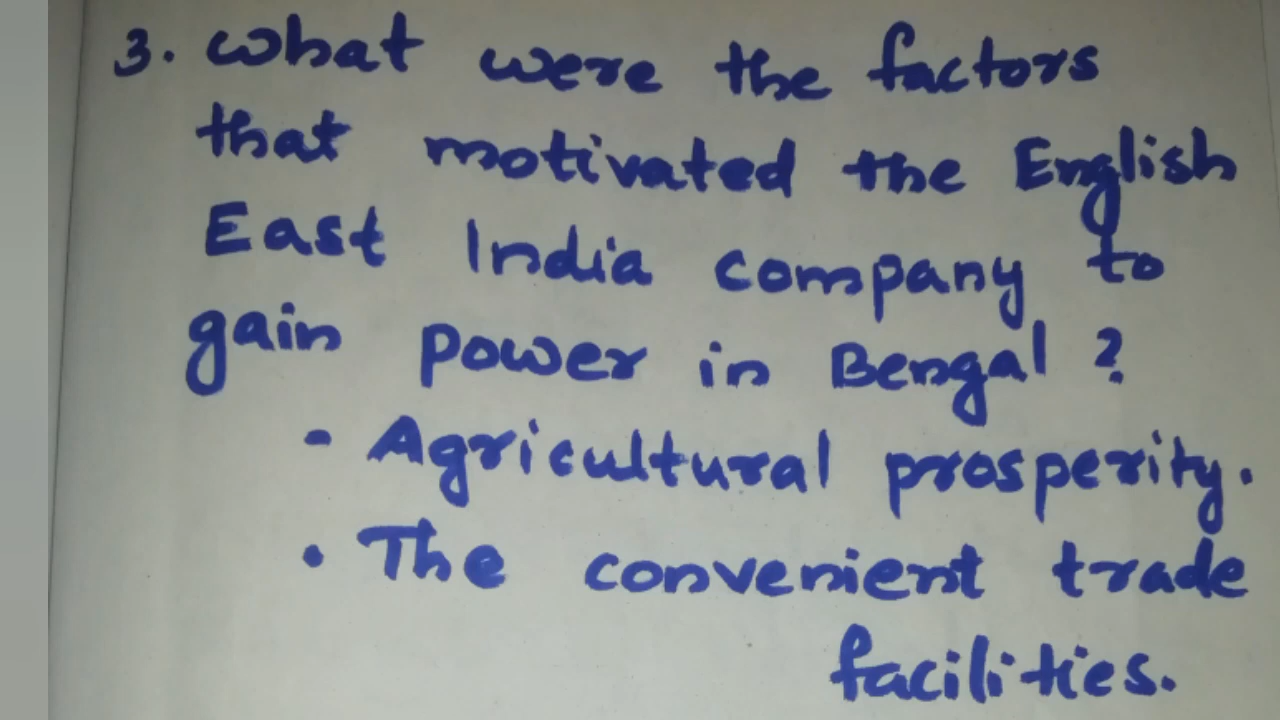 3. What were the factors
that motivated the English
East India company to
gain power in Bengal ?
- Agricultural prosperity.
• The convenient trade
facilities.